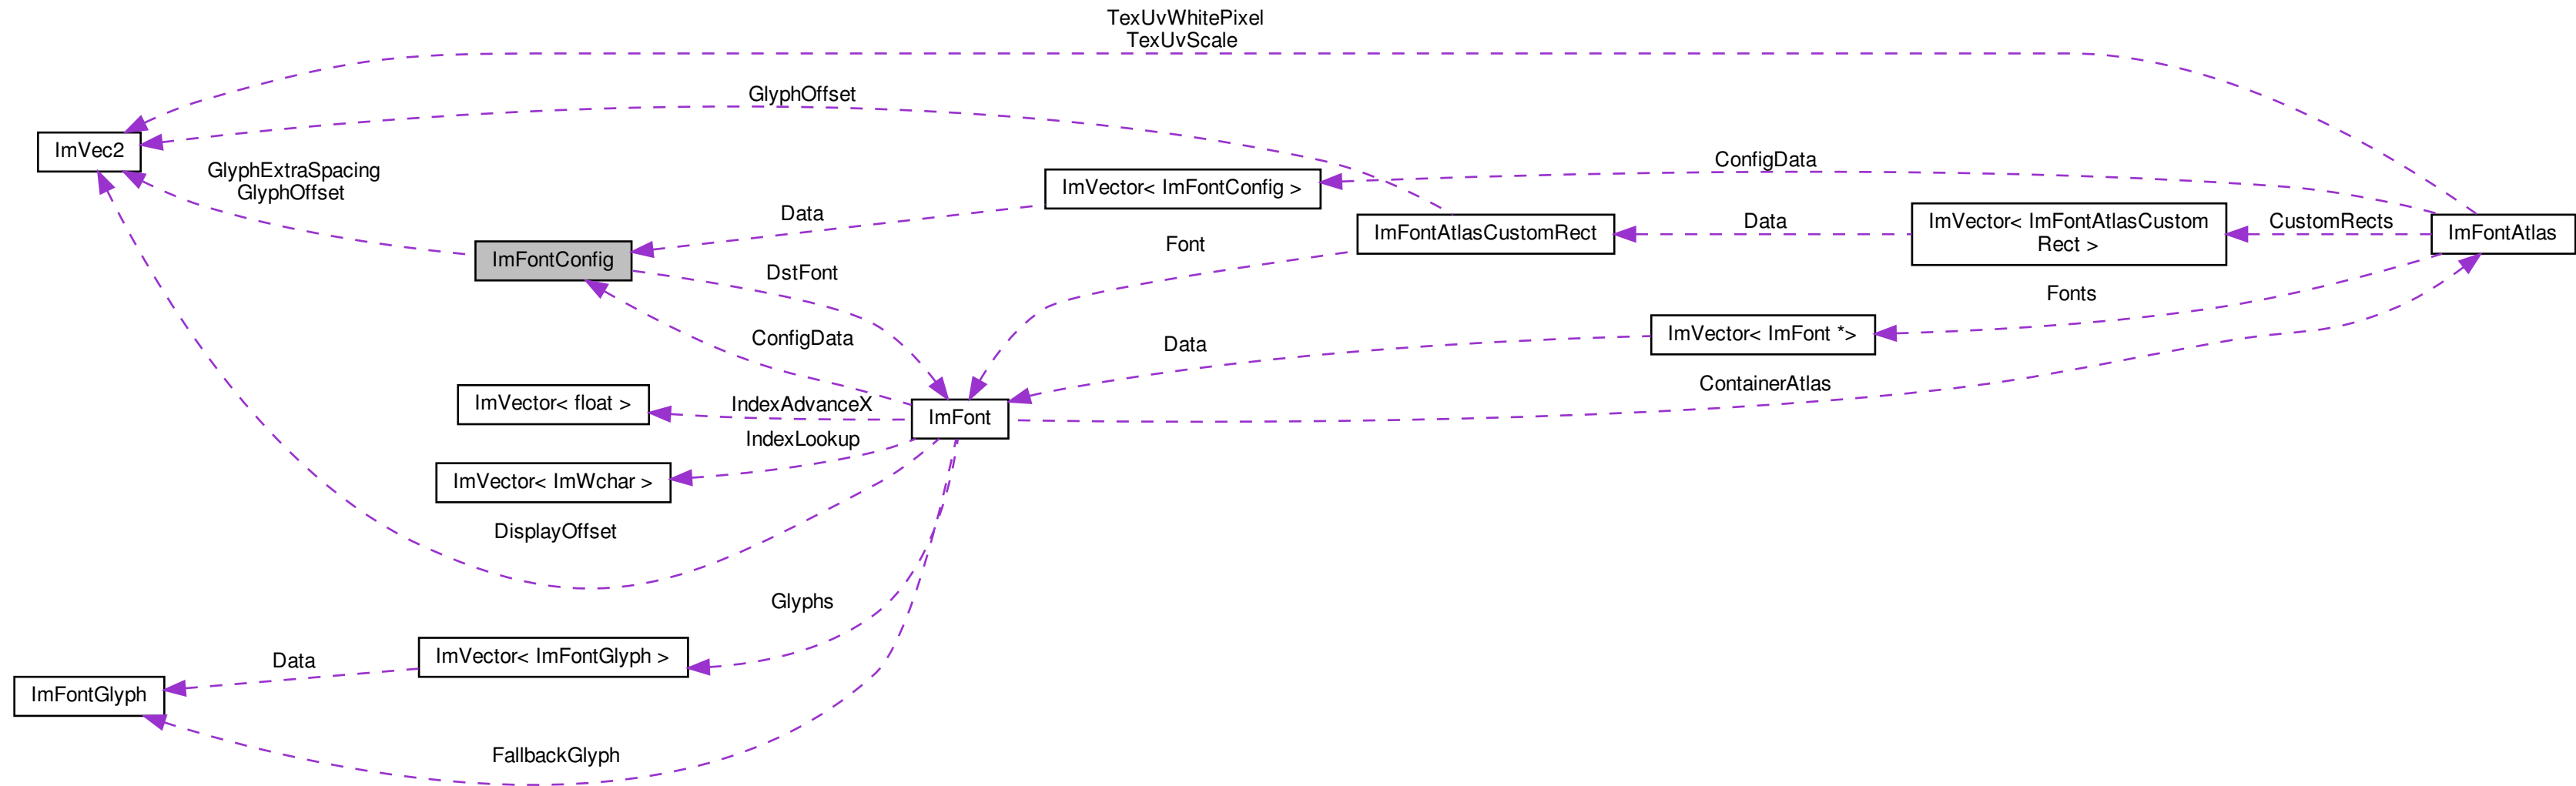 TexUvWhitePixel
TexUvScale
GlyphOffset
ImVec2
GlyphExtraSpacing
GlyphOffset
ConfigData
ImVector< ImFontConfig >
Data
ImFontConfig
DstFont
Font
ImFontAtlasCustomRect
Data
ImVector< ImFontAtlasCustom
Rect >
CustomRects
ImFontAtlas
Fonts
ImVector< ImFont *>
Data
ConfigData
ContainerAtlas
ImVector< float >
IndexAdvanceX
ImFont
IndexLookup
ImVector< ImWchar >
DisplayOffset
Glyphs
ImVector< ImFontGlyph >
Data
ImFontGlyph
FallbackGlyph